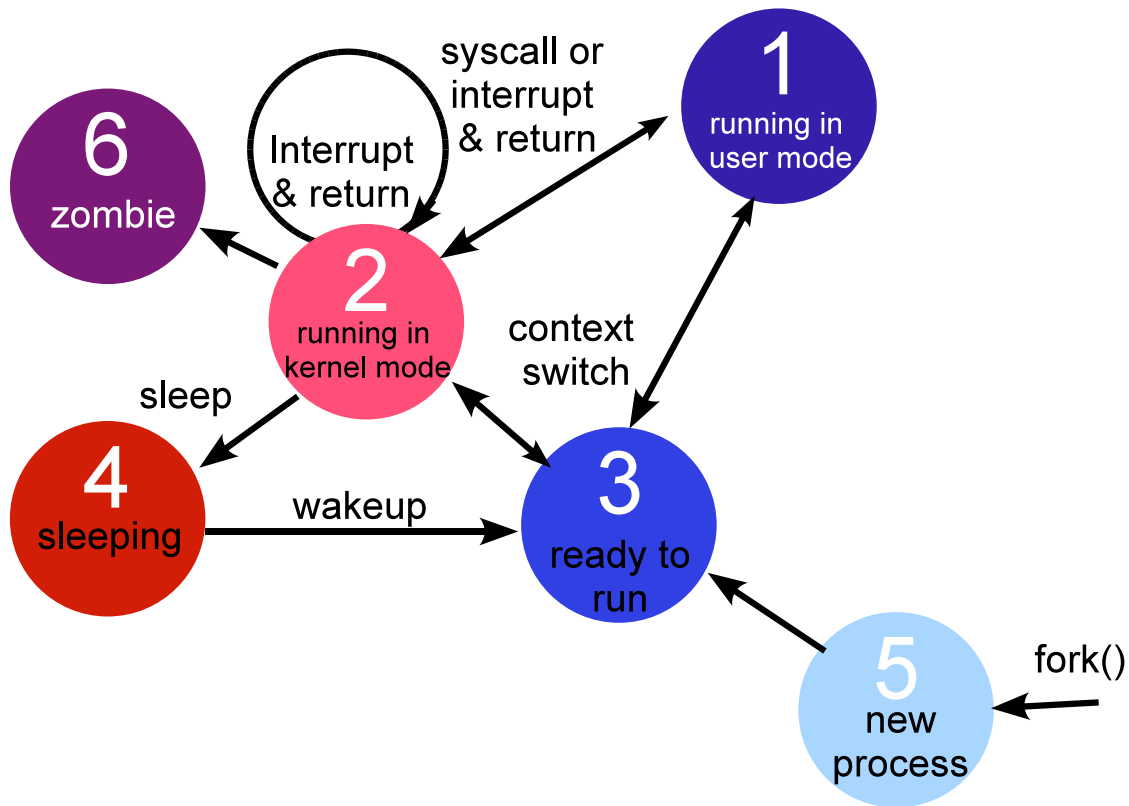 syscall or
interrupt
& return
1
running in
user mode
6
zombie
Interrupt
& return
2
running in
kernel mode
context
switch
sleep
4
sleeping
wakeup
3
ready to
run
5
new
process
fork()